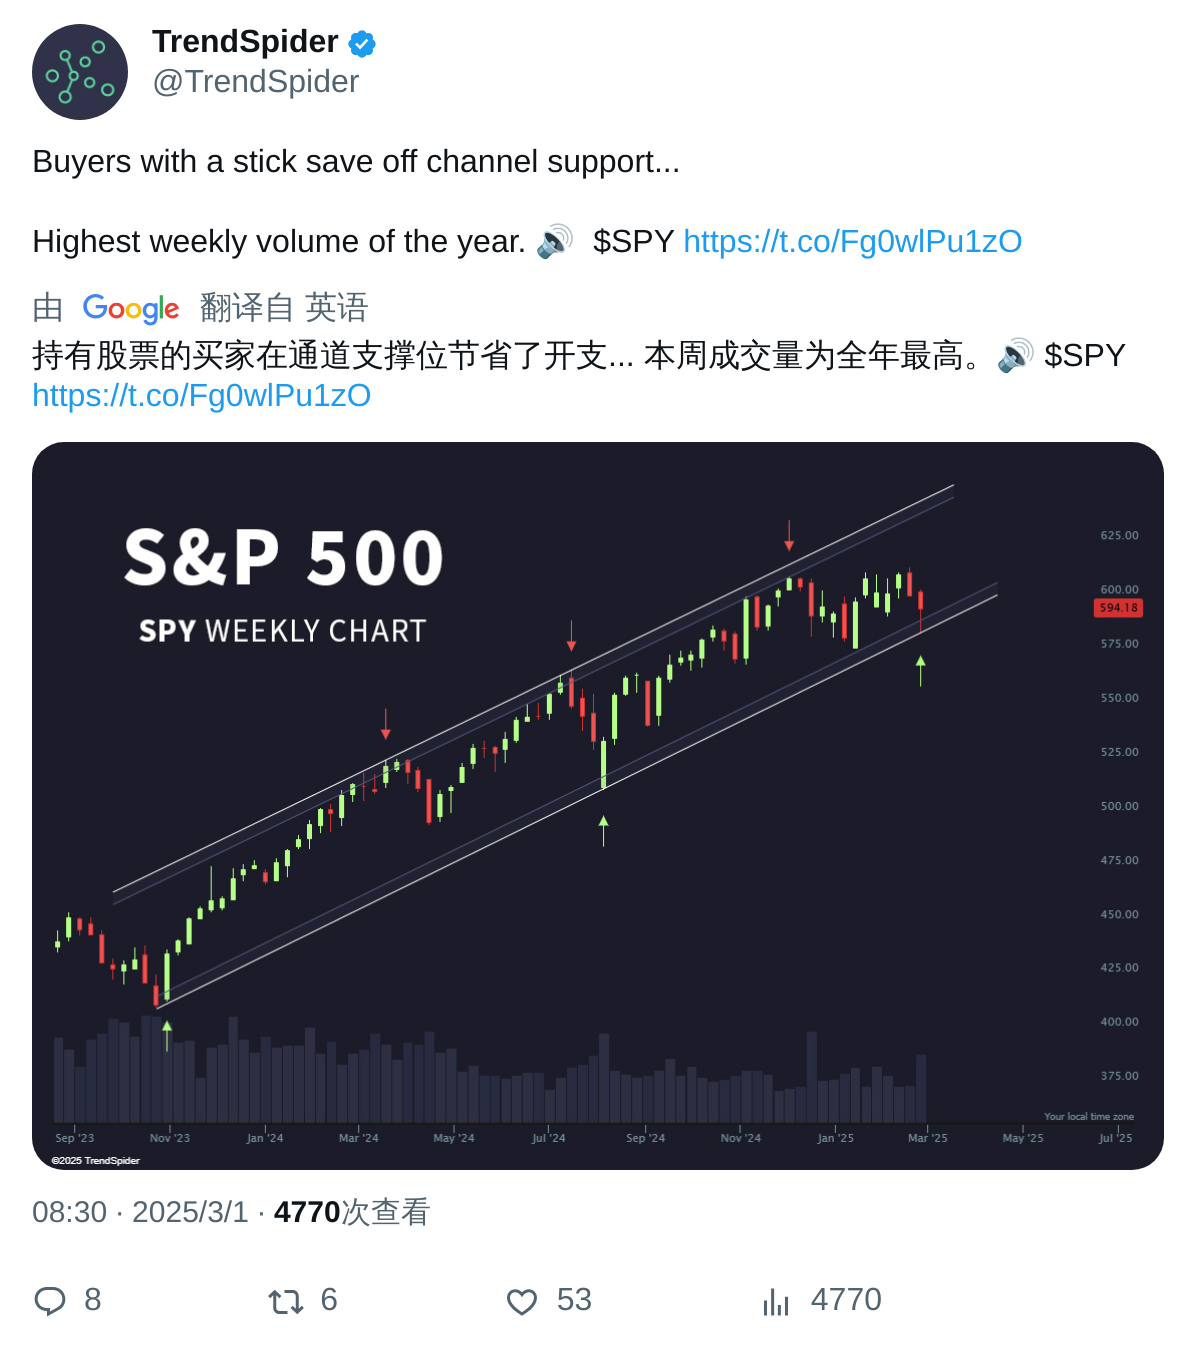 TrendSpider
@TrendSpider
Buyers with a stick save off channel support...
Highest weekly volume of the year. 🔊 $SPY https://t.co/Fg0wlPu1zO
由 Google 翻译自 英语
持有股票的买家在通道支撑位节省了开支... 本周成交量为全年最高。🔊 $SPY
https://t.co/Fg0wlPu1zO
S&P 500
SPY WEEKLY CHART
625.00
600.00
594.18
575.00
550.00
525.00
500.00
475.00
450.00
425.00
400.00
375.00
Your local time zone
Sep '23 Nov '23 Jan '24 Mar '24 May '24 Jul '24 Sep '24 Nov '24 Jan '25 Mar '25 May '25 Jul '25
©2025 TrendSpider
08:30 · 2025/3/1 · 4770次查看
8 6 53 4770